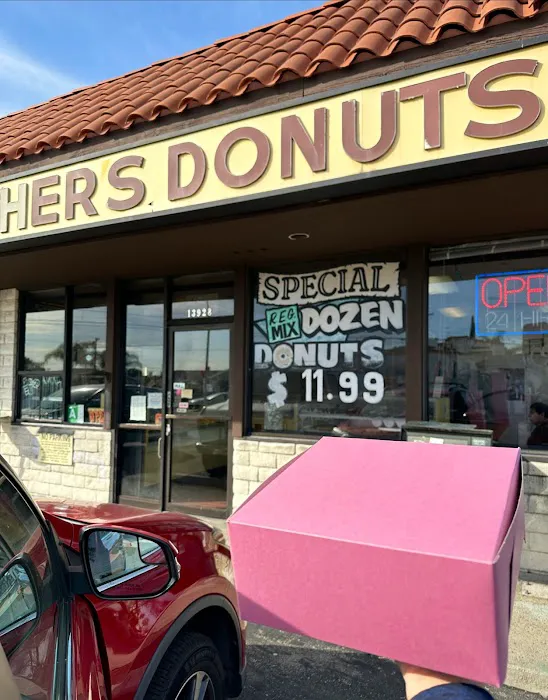 HERS DONUTS
13928
SPECIAL
REG.
MIX DOZEN
DONUTS
$ 11.99
OPE
24 H
A